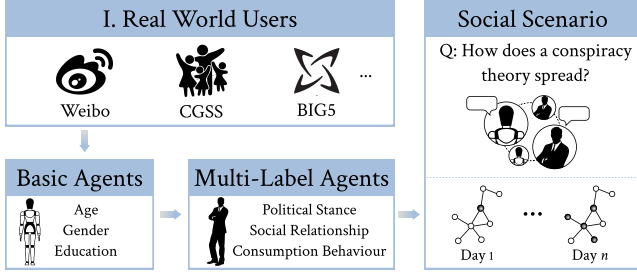 I. Real World Users
Weibo
CGSS
BIG5
...
Basic Agents
Age
Gender
Education
Multi-Label Agents
Political Stance
Social Relationship
Consumption Behaviour
Social Scenario
Q: How does a conspiracy
theory spread?
...
Day 1
Day n